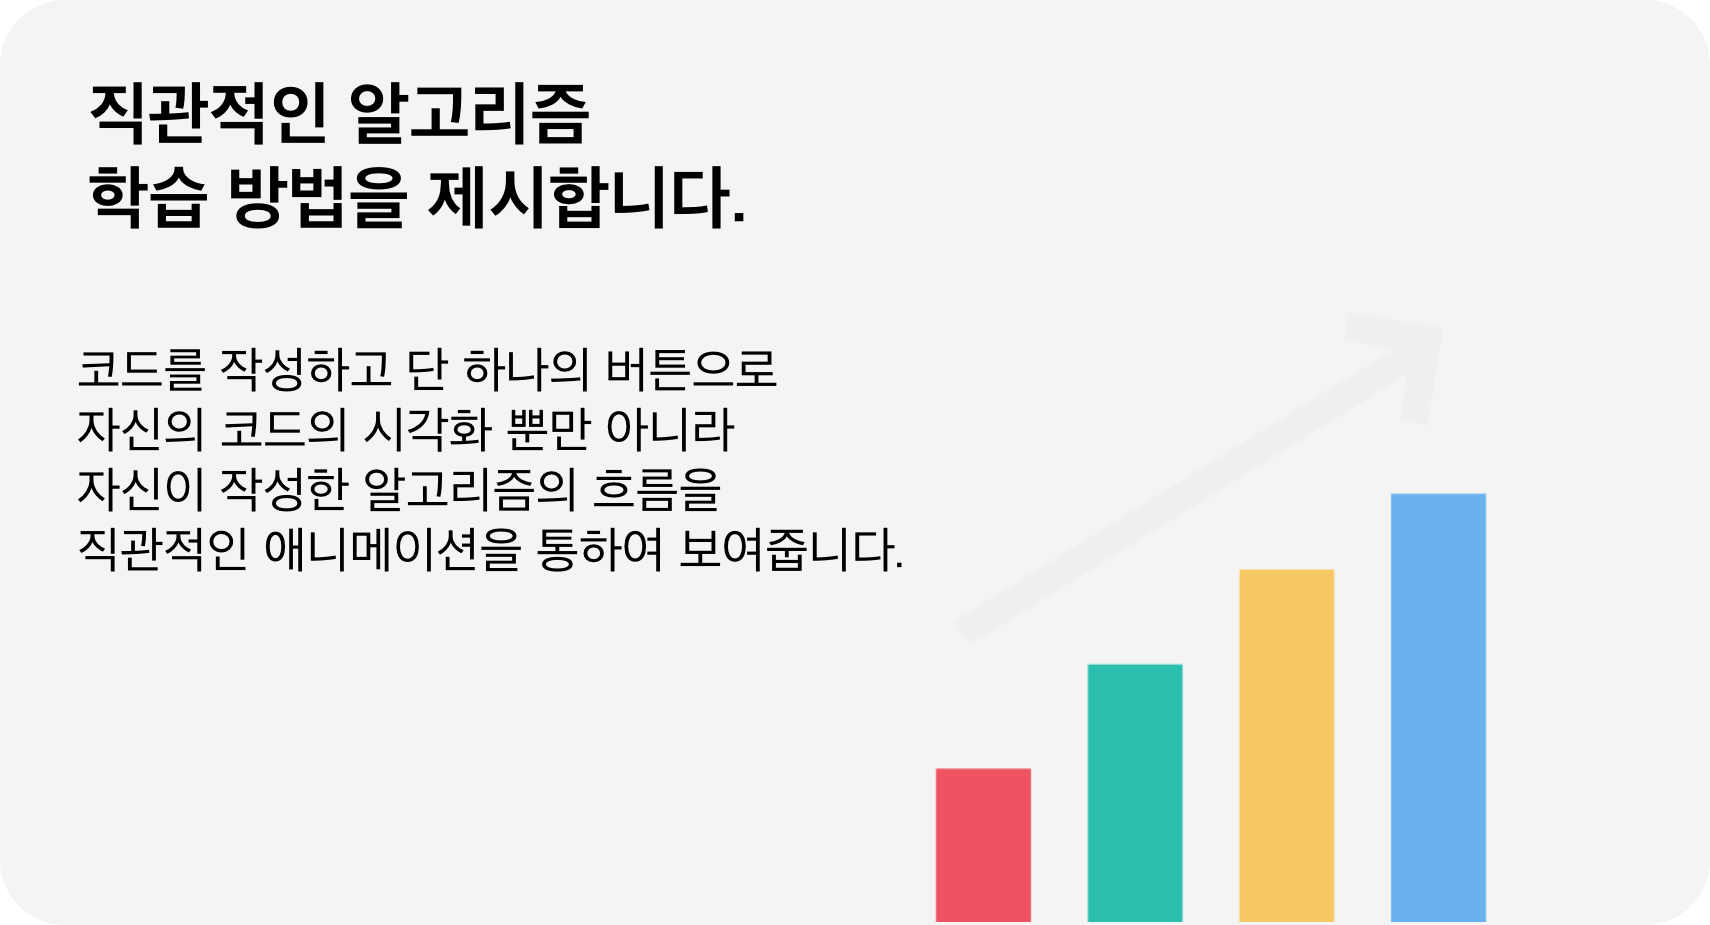 직관적인 알고리즘
학습 방법을 제시합니다.
코드를 작성하고 단 하나의 버튼으로
자신의 코드의 시각화 뿐만 아니라
자신이 작성한 알고리즘의 흐름을
직관적인 애니메이션을 통하여 보여줍니다.